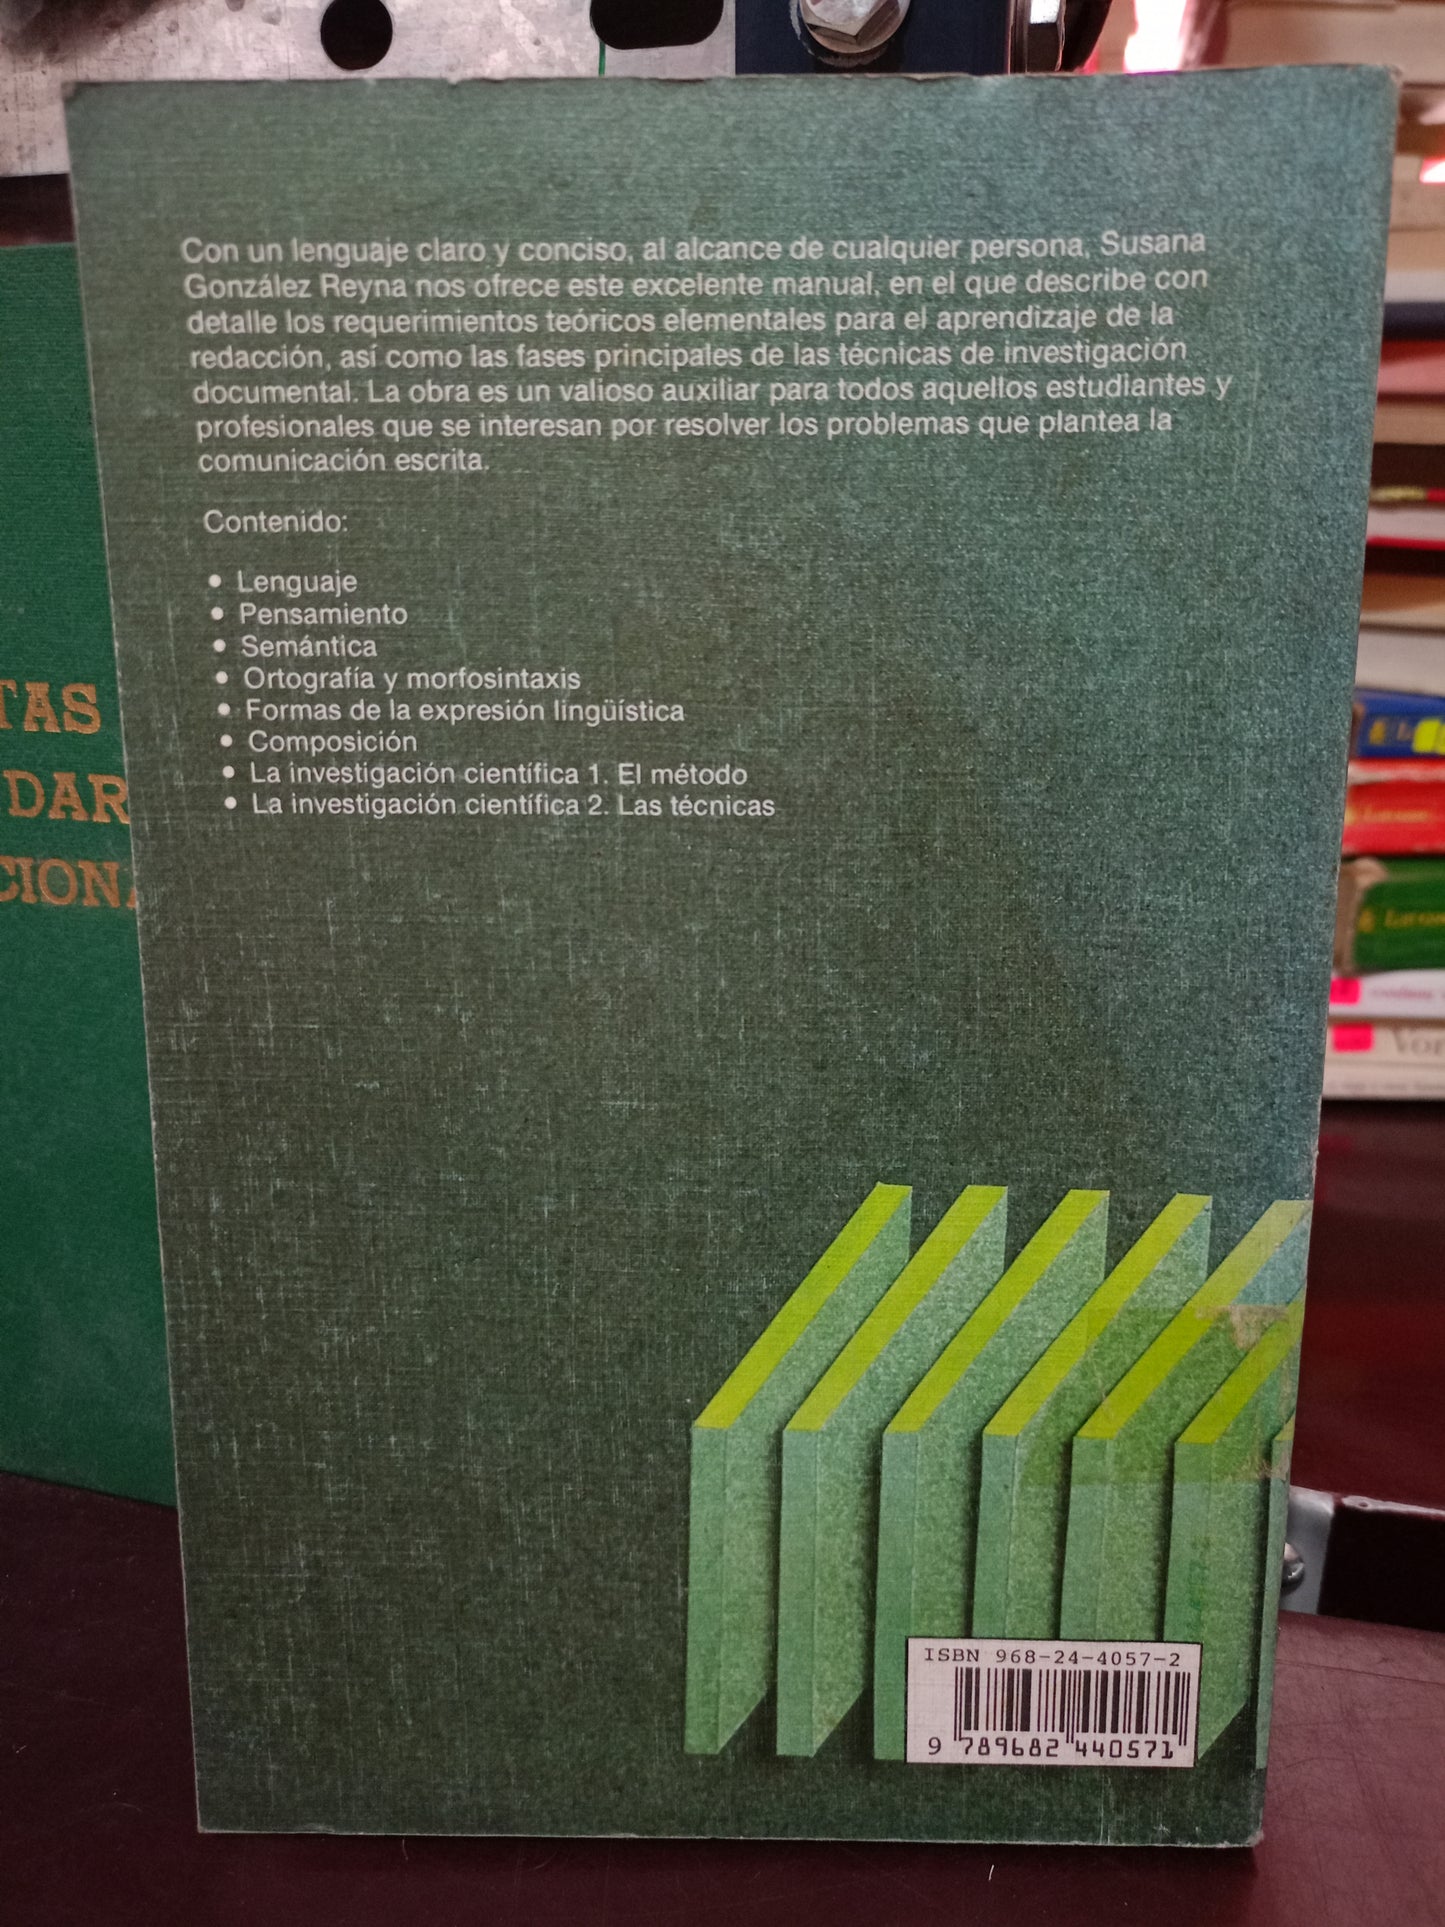 Con un lenguaje claro y conciso, al alcance de cualquier persona, Susana
González Reyna nos ofrece este excelente manual, en el que describe con
detalle los requerimientos teóricos elementales para el aprendizaje de la
redacción, así como las fases principales de las técnicas de investigación
documental. La obra es un valioso auxiliar para todos aquellos estudiantes y
profesionales que se interesan por resolver los problemas que plantea la
comunicación escrita.
Contenido:
• Lenguaje
• Pensamiento
• Semántica
• Ortografía y morfosintaxis
• Formas de la expresión lingüística
• Composición
• La investigación científica 1. El método
• La investigación científica 2. Las técnicas
ISBN 968-24-4057-2
9 789682 440571
TAS
DAR
CIONA